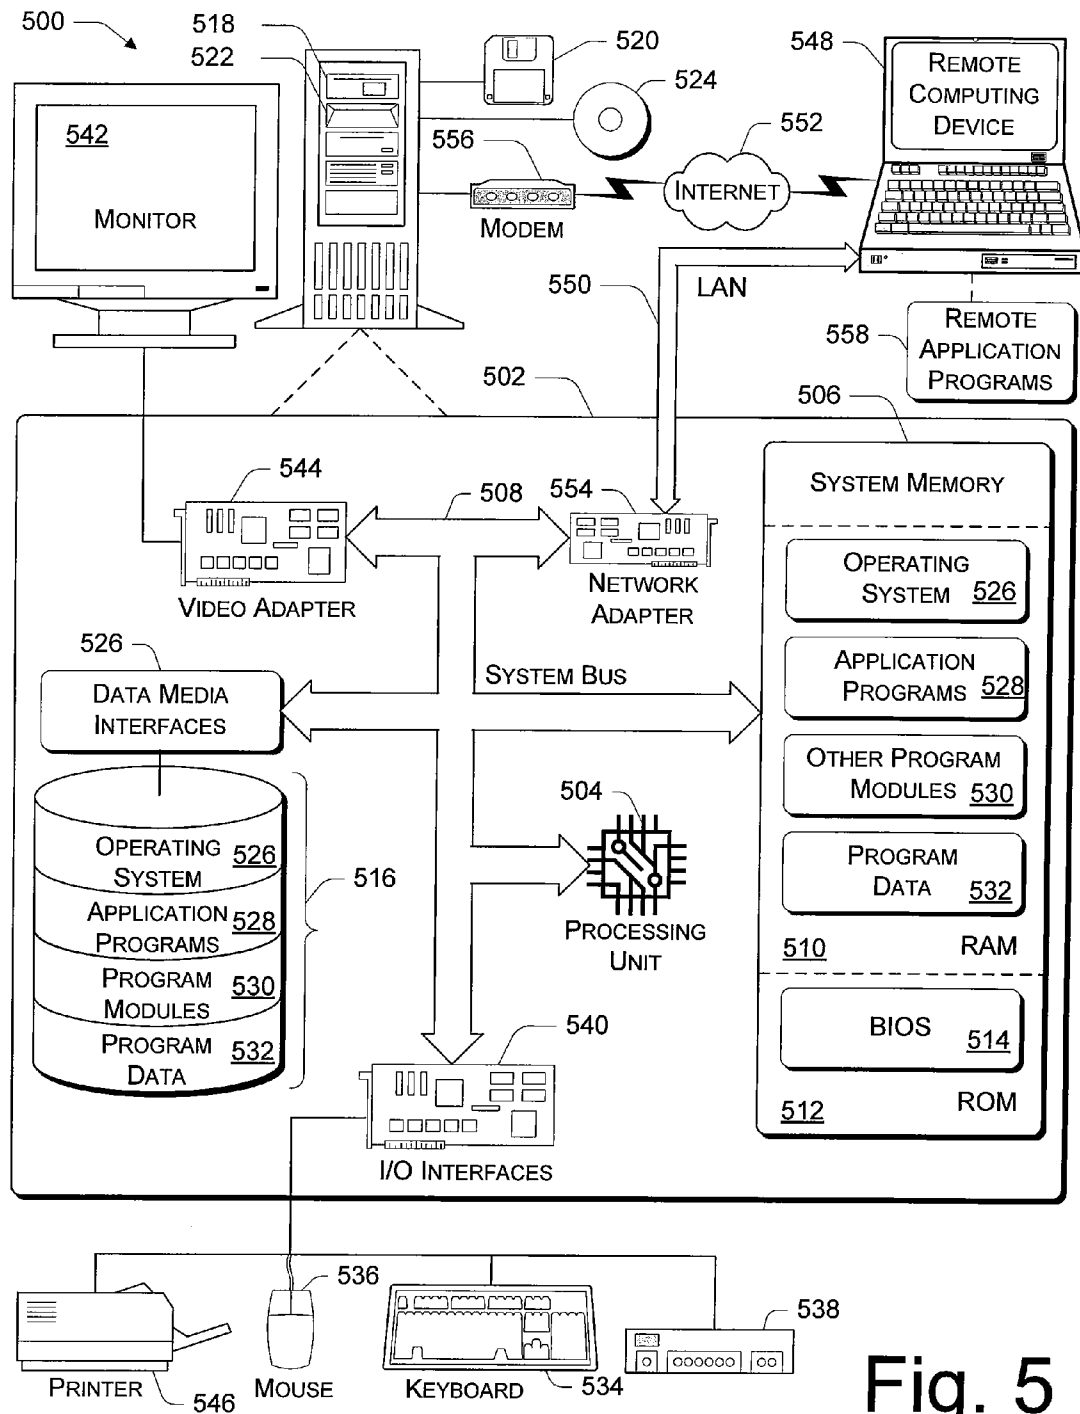 500
518
522
520
524
548
REMOTE
COMPUTING
DEVICE
542
MONITOR
556
MODEM
552
INTERNET
550
LAN
558
REMOTE
APPLICATION
PROGRAMS
502
506
544
VIDEO ADAPTER
508
554
NETWORK
ADAPTER
SYSTEM MEMORY
OPERATING
SYSTEM 526
APPLICATION
PROGRAMS 528
OTHER PROGRAM
MODULES 530
PROGRAM
DATA 532
510 RAM
BIOS 514
512 ROM
526
DATA MEDIA
INTERFACES
SYSTEM BUS
OPERATING
SYSTEM 526
APPLICATION
PROGRAMS 528
PROGRAM
MODULES 530
PROGRAM
DATA 532
516
504
PROCESSING
UNIT
540
I/O INTERFACES
PRINTER
546
536
MOUSE
KEYBOARD
534
538
Fig. 5